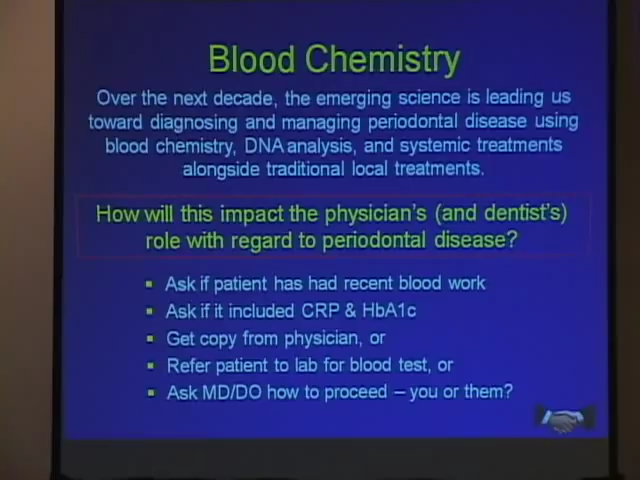 Blood Chemistry
Over the next decade, the emerging science is leading us
toward diagnosing and managing periodontal disease using
blood chemistry, DNA analysis, and systemic treatments
alongside traditional local treatments.
How will this impact the physician's (and dentist's)
role with regard to periodontal disease?
▪ Ask if patient has had recent blood work
▪ Ask if it included CRP & HbA1c
▪ Get copy from physician, or
▪ Refer patient to lab for blood test, or
▪ Ask MD/DO how to proceed – you or them?